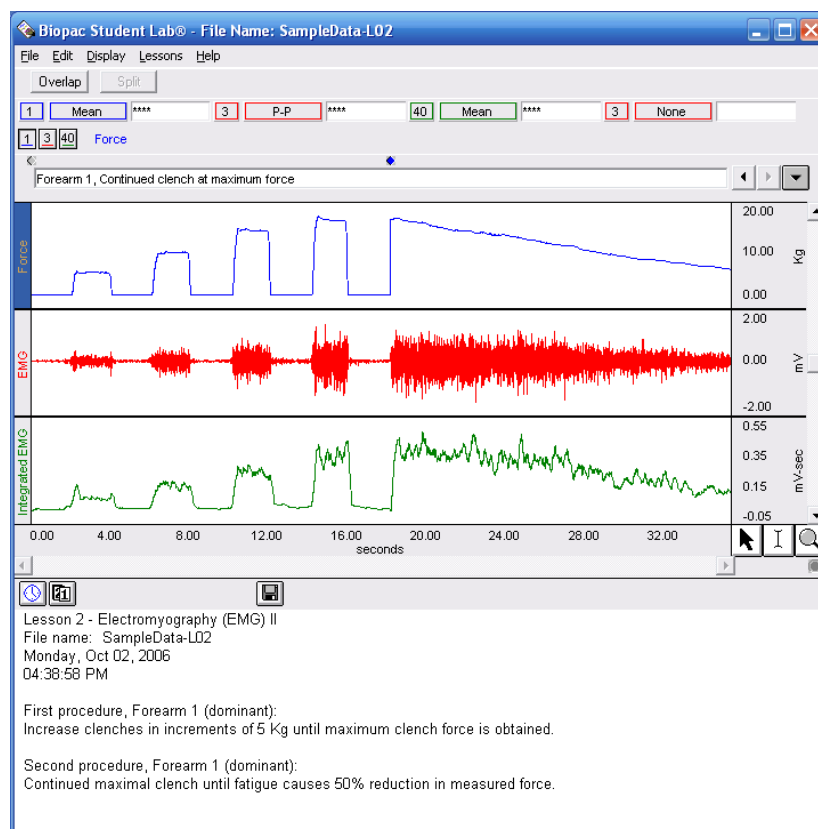 Biopac Student Lab® - File Name: SampleData-L02
File Edit Display Lessons Help
Overlap Split
1 Mean **** 3 P-P **** 40 Mean **** 3 None
1 3 40 Force
Forearm 1, Continued clench at maximum force
Force
20.00
10.00
0.00
Kg
EMG
2.00
0.00
-2.00
mV
Integrated EMG
0.55
0.35
0.15
-0.05
mV-sec
0.00 4.00 8.00 12.00 16.00 20.00 24.00 28.00 32.00
seconds
Lesson 2 - Electromyography (EMG) II
File name: SampleData-L02
Monday, Oct 02, 2006
04:38:58 PM
First procedure, Forearm 1 (dominant):
Increase clenches in increments of 5 Kg until maximum clench force is obtained.
Second procedure, Forearm 1 (dominant):
Continued maximal clench until fatigue causes 50% reduction in measured force.